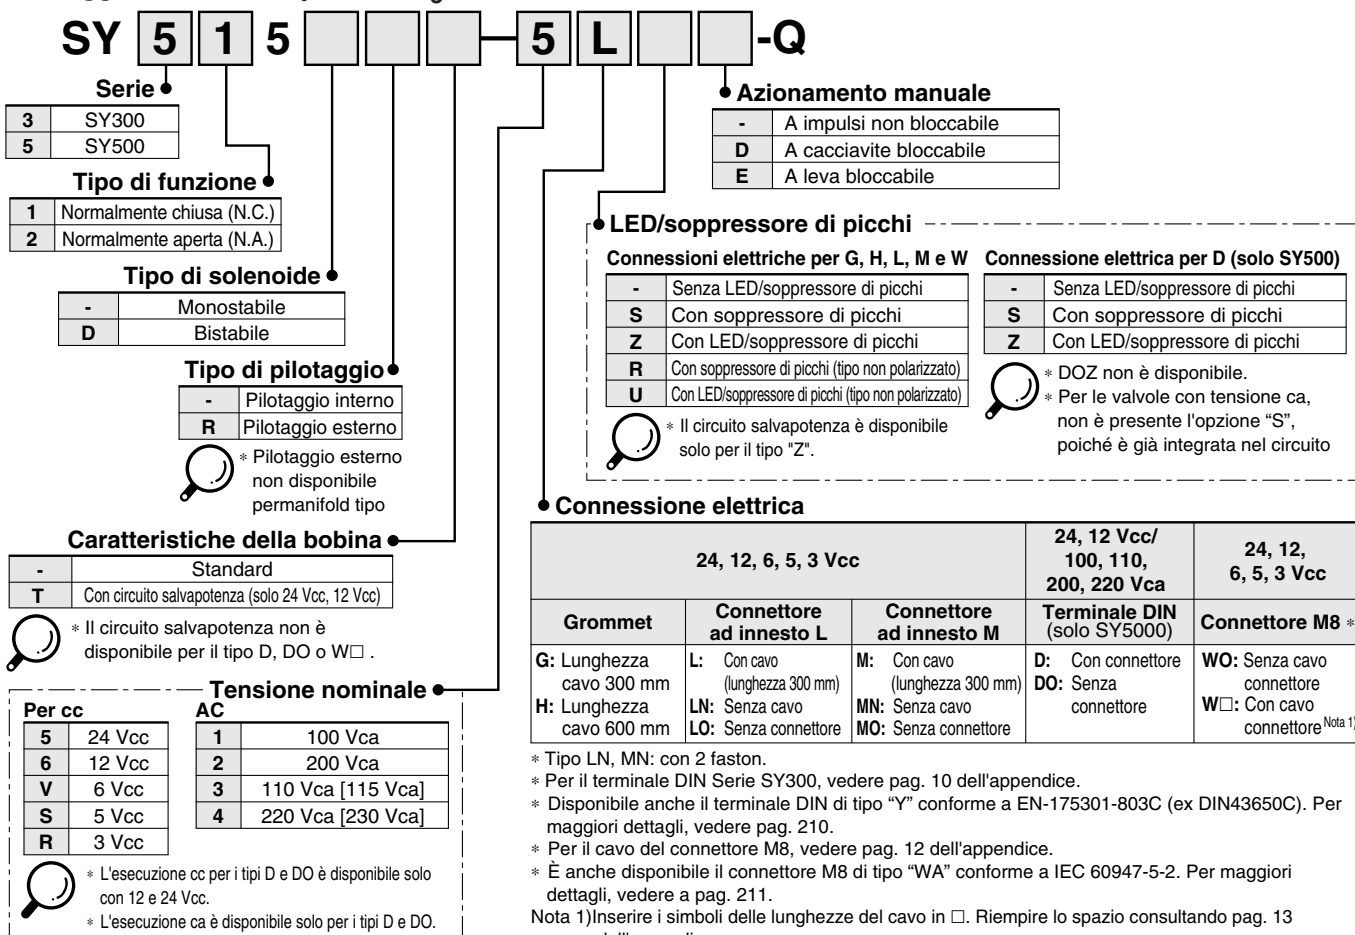 SY 5 1 5 □ □ □ - 5 L □ □ -Q
Serie
3 SY300
5 SY500
Tipo di funzione
1 Normalmente chiusa (N.C.)
2 Normalmente aperta (N.A.)
Tipo di solenoide
- Monostabile
D Bistabile
Tipo di pilotaggio
- Pilotaggio interno
R Pilotaggio esterno
* Pilotaggio esterno
non disponibile
permanifold tipo
Caratteristiche della bobina
- Standard
T Con circuito salvapotenza (solo 24 Vcc, 12 Vcc)
* Il circuito salvapotenza non è
disponibile per il tipo D, DO o W□ .
Tensione nominale
Per cc
5 24 Vcc
6 12 Vcc
V 6 Vcc
S 5 Vcc
R 3 Vcc
AC
1 100 Vca
2 200 Vca
3 110 Vca [115 Vca]
4 220 Vca [230 Vca]
* L'esecuzione cc per i tipi D e DO è disponibile solo
con 12 e 24 Vcc.
* L'esecuzione ca è disponibile solo per i tipi D e DO.
Azionamento manuale
- A impulsi non bloccabile
D A cacciavite bloccabile
E A leva bloccabile
LED/soppressore di picchi
Connessioni elettriche per G, H, L, M e W
- Senza LED/soppressore di picchi
S Con soppressore di picchi
Z Con LED/soppressore di picchi
R Con soppressore di picchi (tipo non polarizzato)
U Con LED/soppressore di picchi (tipo non polarizzato)
* Il circuito salvapotenza è disponibile
solo per il tipo "Z".
Connessione elettrica per D (solo SY500)
- Senza LED/soppressore di picchi
S Con soppressore di picchi
Z Con LED/soppressore di picchi
* DOZ non è disponibile.
* Per le valvole con tensione ca,
non è presente l'opzione “S”,
poiché è già integrata nel circuito
Connessione elettrica
24, 12, 6, 5, 3 Vcc
24, 12 Vcc/
100, 110,
200, 220 Vca
24, 12,
6, 5, 3 Vcc
Grommet
Connettore
ad innesto L
Connettore
ad innesto M
Terminale DIN
(solo SY5000)
Connettore M8 *
G: Lunghezza
cavo 300 mm
H: Lunghezza
cavo 600 mm
L: Con cavo
(lunghezza 300 mm)
LN: Senza cavo
LO: Senza connettore
M: Con cavo
(lunghezza 300 mm)
MN: Senza cavo
MO: Senza connettore
D: Con connettore
DO: Senza
connettore
WO: Senza cavo
connettore
W□: Con cavo
connettore Nota 1)
* Tipo LN, MN: con 2 faston.
* Per il terminale DIN Serie SY300, vedere pag. 10 dell'appendice.
* Disponibile anche il terminale DIN di tipo “Y” conforme a EN-175301-803C (ex DIN43650C). Per
maggiori dettagli, vedere pag. 210.
* Per il cavo del connettore M8, vedere pag. 12 dell'appendice.
* È anche disponibile il connettore M8 di tipo “WA” conforme a IEC 60947-5-2. Per maggiori
dettagli, vedere a pag. 211.
Nota 1)Inserire i simboli delle lunghezze del cavo in □. Riempire lo spazio consultando pag. 13